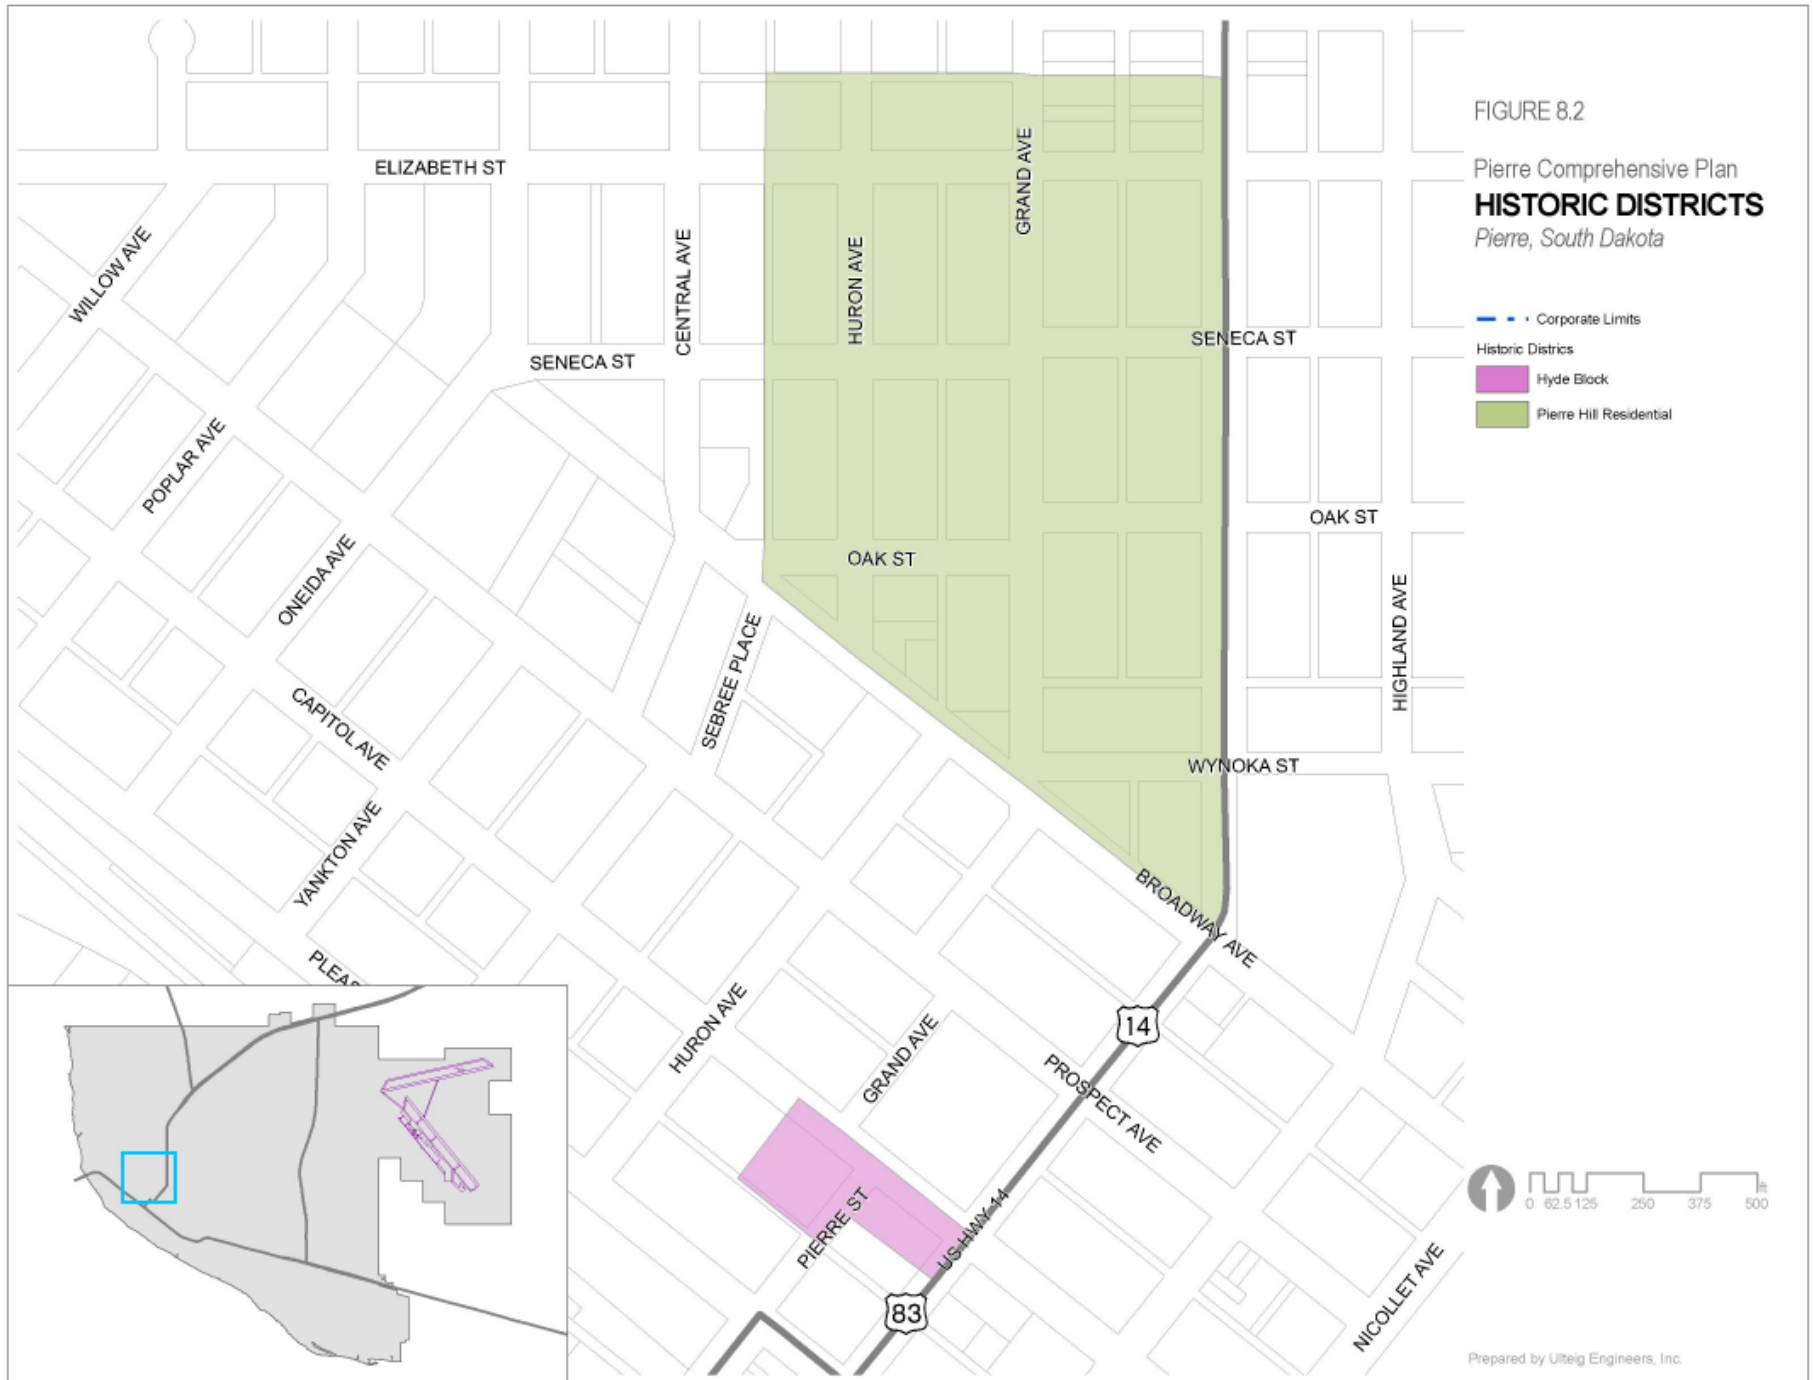 FIGURE 8.2
Pierre Comprehensive Plan
HISTORIC DISTRICTS
Pierre, South Dakota
Corporate Limits
Historic Districs
Hyde Block
Pierre Hill Residential
ELIZABETH ST
GRAND AVE
WILLOW AVE
CENTRAL AVE
HURON AVE
SENECA ST
SENECA ST
POPLAR AVE
OAK ST
OAK ST
ONEIDA AVE
HIGHLAND AVE
SEBREE PLACE
CAPITOL AVE
WYNOKA ST
YANKTON AVE
BROADWAY AVE
PLEAS
HURON AVE
14
GRAND AVE
PROSPECT AVE
PIERRE ST
US HWY 14
83
NICOLLET AVE
0 62.5 125 250 375 500
ft
Prepared by Ulteig Engineers, Inc.